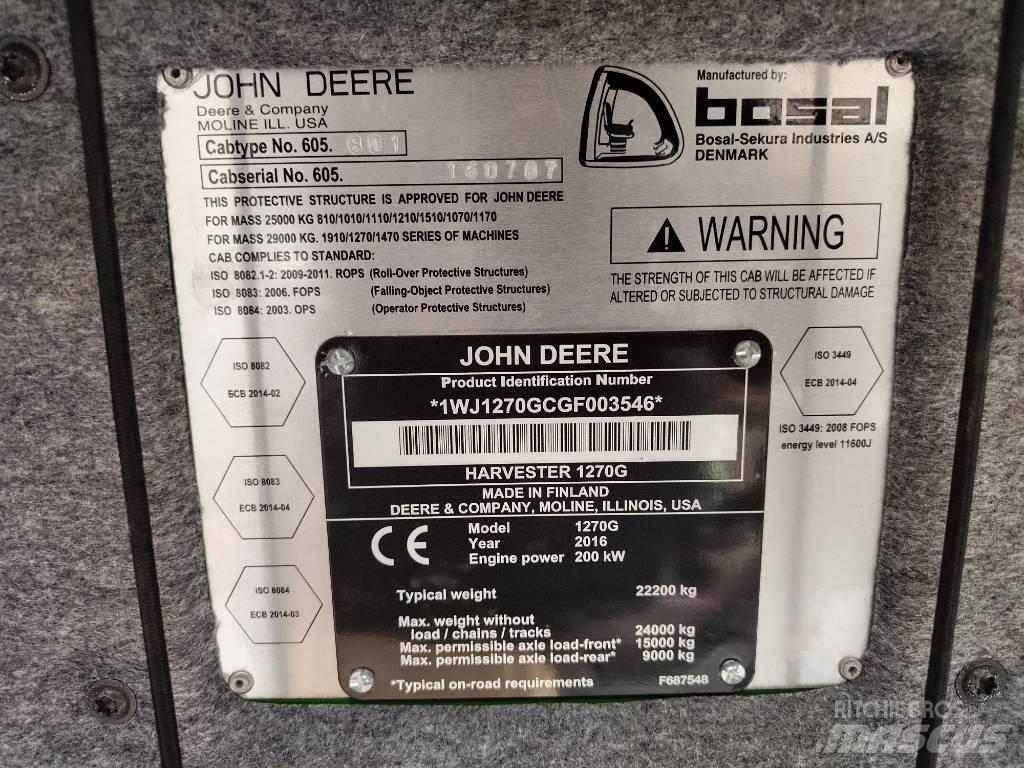 JOHN DEERE
Deere & Company
MOLINE ILL. USA
Cabtype No. 605. 801
Cabserial No. 605. 160787
THIS PROTECTIVE STRUCTURE IS APPROVED FOR JOHN DEERE
FOR MASS 25000 KG 810/1010/1110/1210/1510/1070/1170
FOR MASS 29000 KG. 1910/1270/1470 SERIES OF MACHINES
CAB COMPLIES TO STANDARD:
ISO 8082.1-2: 2009-2011. ROPS (Roll-Over Protective Structures)
ISO 8083: 2006. FOPS (Falling-Object Protective Structures)
ISO 8084: 2003. OPS (Operator Protective Structures)
Manufactured by:
bosal
Bosal-Sekura Industries A/S
DENMARK
WARNING
THE STRENGTH OF THIS CAB WILL BE AFFECTED IF
ALTERED OR SUBJECTED TO STRUCTURAL DAMAGE
ISO 8082
ECB 2014-02
ISO 8083
ECB 2014-04
ISO 8084
ECB 2014-03
ISO 3449
ECB 2014-04
ISO 3449: 2008 FOPS
energy level 11600J
JOHN DEERE
Product Identification Number
*1WJ1270GCGF003546*
HARVESTER 1270G
MADE IN FINLAND
DEERE & COMPANY, MOLINE, ILLINOIS, USA
CE
Model 1270G
Year 2016
Engine power 200 kW
Typical weight 22200 kg
Max. weight without
load / chains / tracks 24000 kg
Max. permissible axle load-front* 15000 kg
Max. permissible axle load-rear* 9000 kg
*Typical on-road requirements F687548
RITCHIE BROS
MASCUS